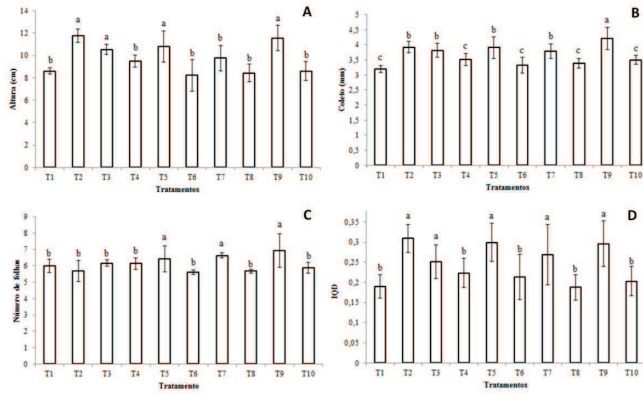 A
Altura (cm)
14
12
10
8
6
4
2
0
b a a b a b b b a b
T1 T2 T3 T4 T5 T6 T7 T8 T9 T10
Tratamentos
B
Coleto (mm)
5
4,5
4
3,5
3
2,5
2
1,5
1
0,5
0
c b b c b c b c a c
T1 T2 T3 T4 T5 T6 T7 T8 T9 T10
Tratamentos
C
Número de folhas
9
8
7
6
5
4
3
2
1
0
b b b b a b a b a b
T1 T2 T3 T4 T5 T6 T7 T8 T9 T10
Tratamento
D
IQD
0,35
0,3
0,25
0,2
0,15
0,1
0,05
0
b a a b a b a b a b
T1 T2 T3 T4 T5 T6 T7 T8 T9 T10
Tratamentos